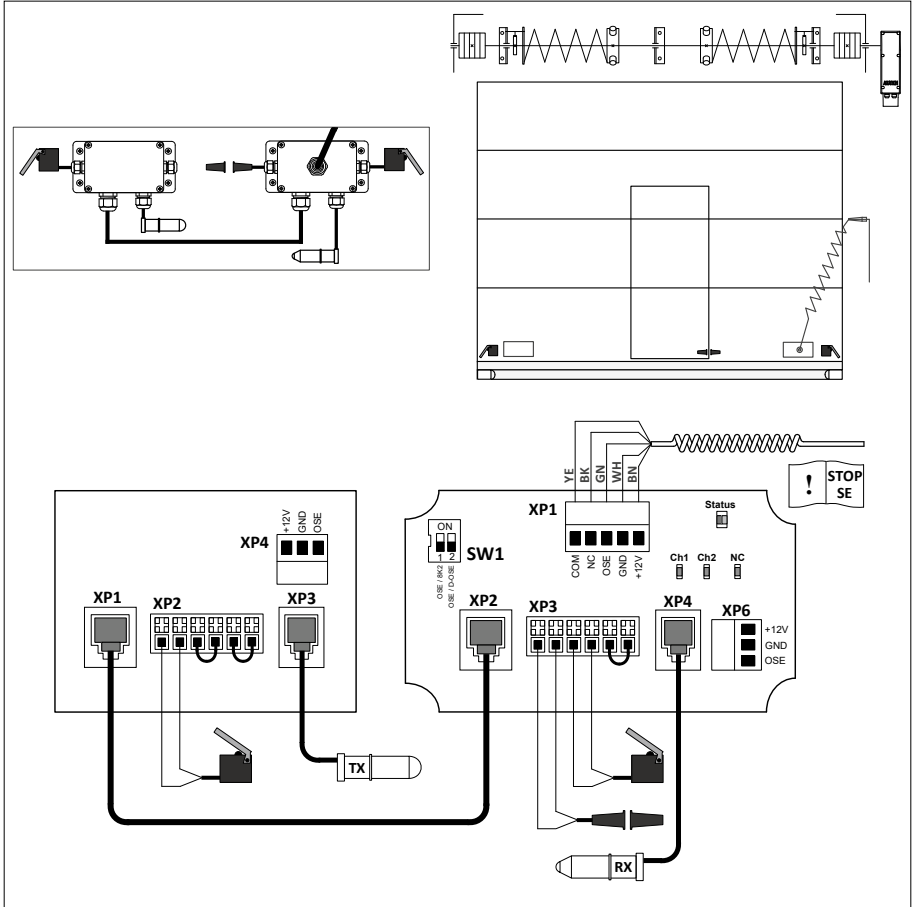 YE
BK
GN
WH
BN
! STOP
SE
XP1
Status
ON
1 2
SW1
OSE / 8K2
OSE / D-OSE
COM
NC
OSE
GND
+12V
Ch1 Ch2 NC
+12V
GND
OSE
XP4
XP1
XP2
XP3
XP2
XP3
XP4
XP6
+12V
GND
OSE
TX
RX